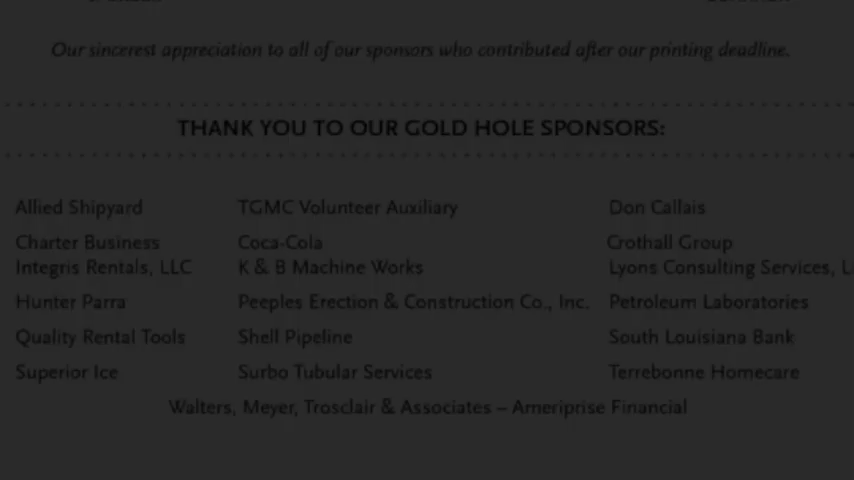 Our sincerest appreciation to all of our sponsors who contributed after our printing deadline.
THANK YOU TO OUR GOLD HOLE SPONSORS:
Allied Shipyard TGMC Volunteer Auxiliary Don Callais
Charter Business Coca-Cola Crothall Group
Integris Rentals, LLC K & B Machine Works Lyons Consulting Services,
Hunter Parra Peeples Erection & Construction Co., Inc. Petroleum Laboratories
Quality Rental Tools Shell Pipeline South Louisiana Bank
Superior Ice Surbo Tubular Services Terrebonne Homecare
Walters, Meyer, Trosclair & Associates – Ameriprise Financial